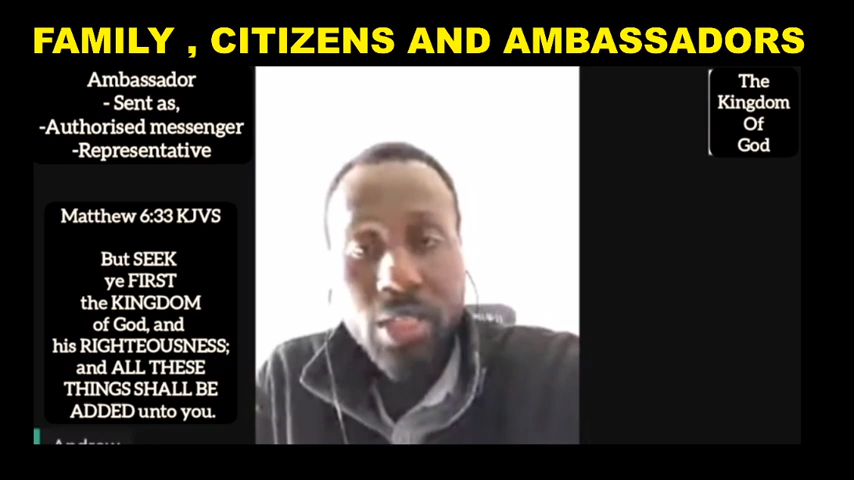 FAMILY , CITIZENS AND AMBASSADORS
Ambassador
- Sent as,
-Authorised messenger
-Representative
The
Kingdom
Of
God
Matthew 6:33 KJVS
But SEEK
ye FIRST
the KINGDOM
of God, and
his RIGHTEOUSNESS;
and ALL THESE
THINGS SHALL BE
ADDED unto you.
Andrew